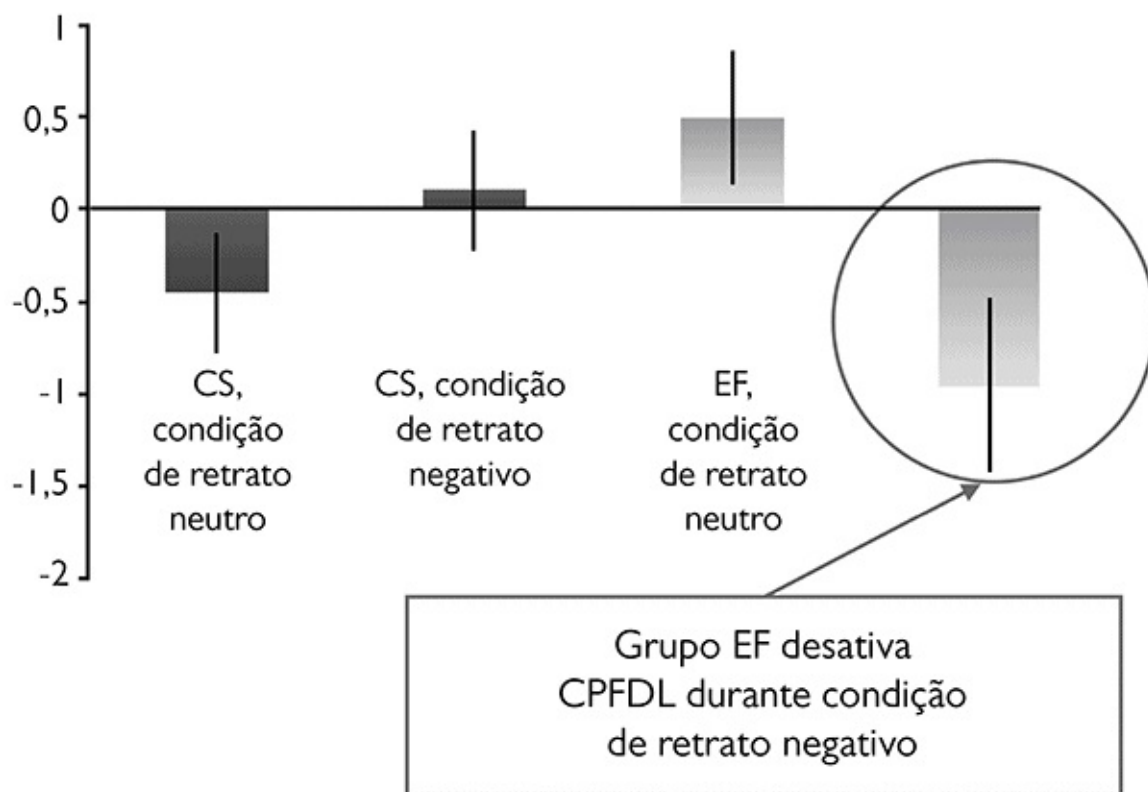 1
0,5
0
-0,5
-1
-1,5
-2
CS,
condição
de retrato
neutro
CS, condição
de retrato
negativo
EF,
condição
de retrato
neutro
Grupo EF desativa
CPFDL durante condição
de retrato negativo